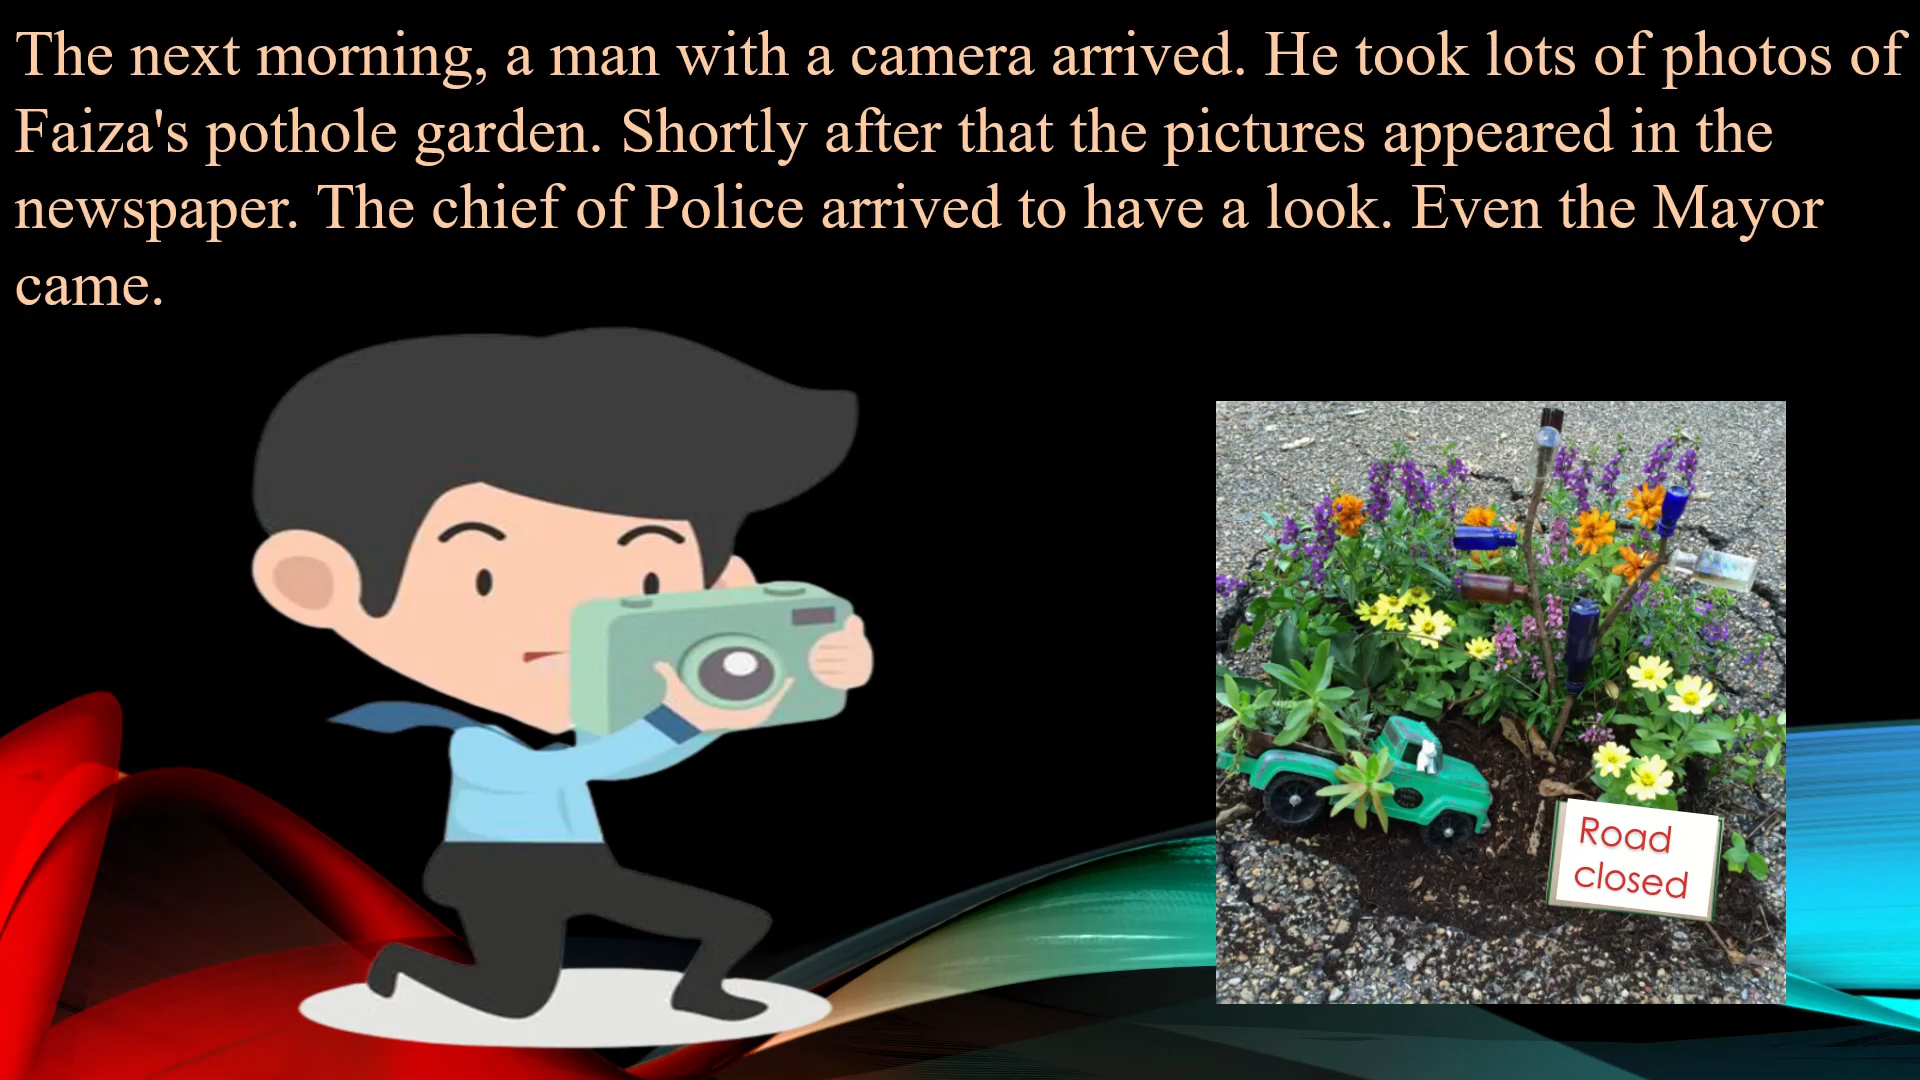 The next morning, a man with a camera arrived. He took lots of photos of
Faiza's pothole garden. Shortly after that the pictures appeared in the
newspaper. The chief of Police arrived to have a look. Even the Mayor
came.
Road
closed